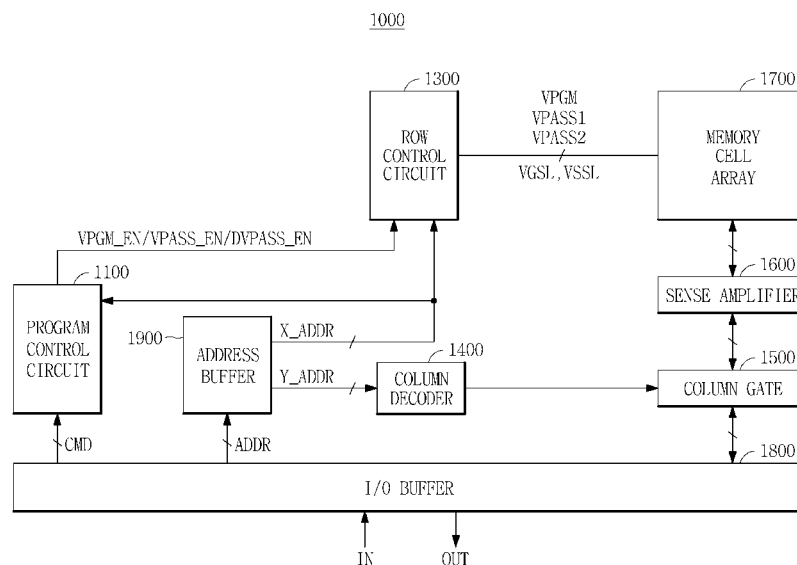 1000
1300
1700
ROW
CONTROL
CIRCUIT
VPGM
VPASS1
VPASS2
VGSL,VSSL
MEMORY
CELL
ARRAY
VPGM_EN/VPASS_EN/DVPASS_EN
1100
1600
PROGRAM
CONTROL
CIRCUIT
SENSE AMPLIFIER
1900
ADDRESS
BUFFER
X_ADDR
Y_ADDR
1400
COLUMN
DECODER
1500
COLUMN GATE
CMD
ADDR
1800
I/O BUFFER
IN
OUT